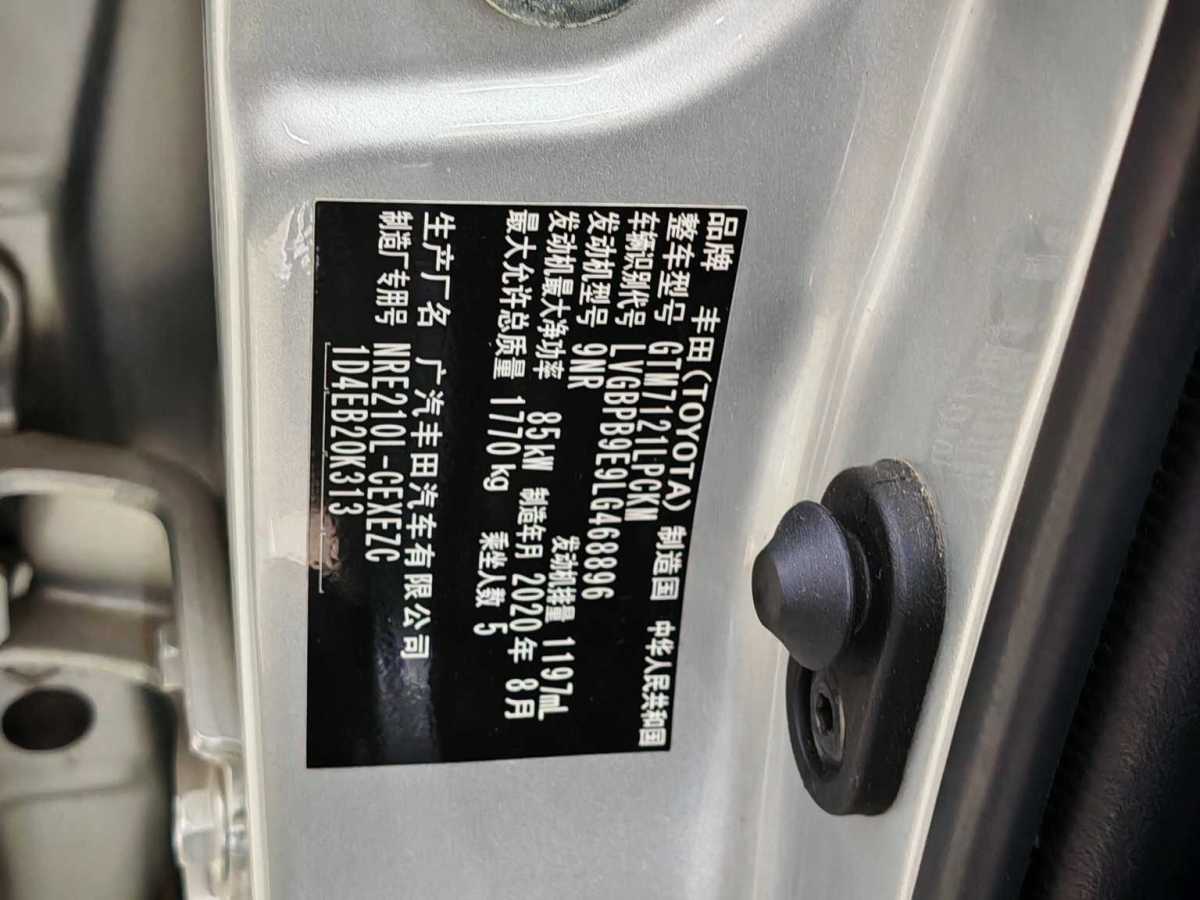 品牌 丰田(TOYOTA) 制造国 中华人民共和国
整车型号 GTM7121LPCKM
车辆识别代号 LVGBPB9E9LG468896
发动机型号 9NR 发动机排量 1197mL
发动机最大净功率 85kW 制造年月 2020年 8月
最大允许总质量 1770kg 乘坐人数 5
生产厂名 广汽丰田汽车有限公司
制造厂专用号 NRE210L-CEXEZC
1D4EB20K313